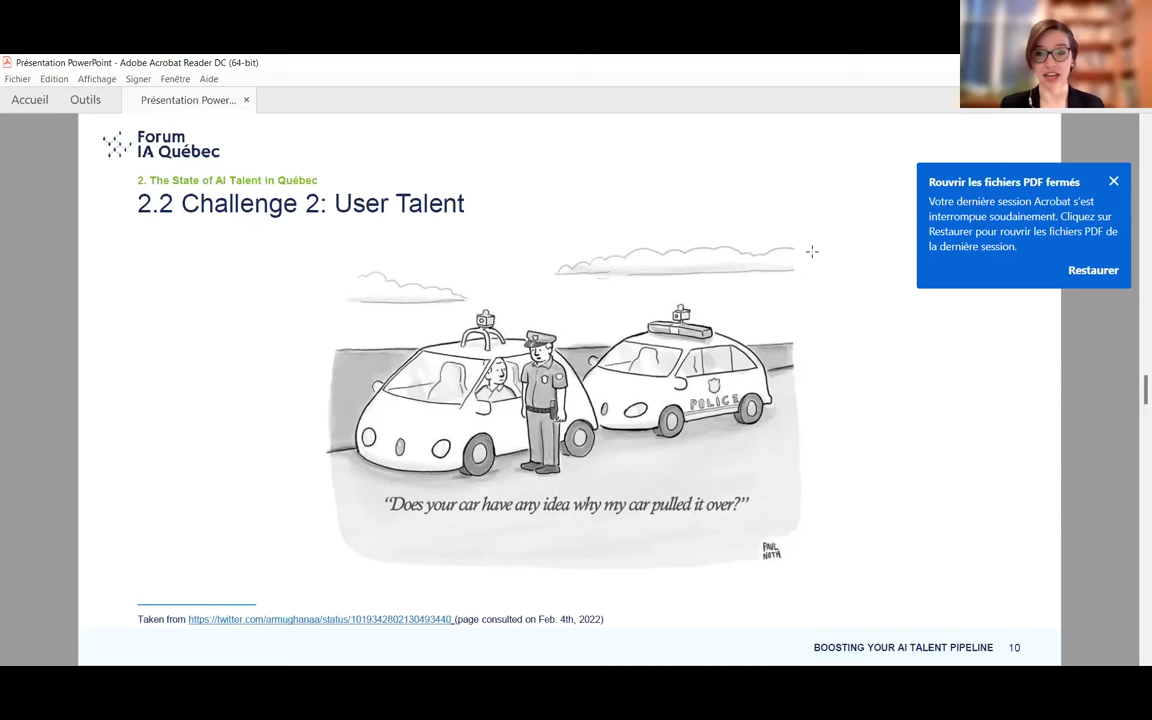 Présentation PowerPoint - Adobe Acrobat Reader DC (64-bit)
Fichier Edition Affichage Signer Fenêtre Aide
Accueil Outils Présentation Power...
Forum
IA Québec
2. The State of AI Talent in Québec
2.2 Challenge 2: User Talent
Rouvrir les fichiers PDF fermés
Votre dernière session Acrobat s'est
interrompue soudainement. Cliquez sur
Restaurer pour rouvrir les fichiers PDF de
la dernière session.
Restaurer
POLICE
“Does your car have any idea why my car pulled it over?”
PAUL
NOTH
Taken from https://twitter.com/armughanaa/status/1019342802130493440 (page consulted on Feb. 4th, 2022)
BOOSTING YOUR AI TALENT PIPELINE 10